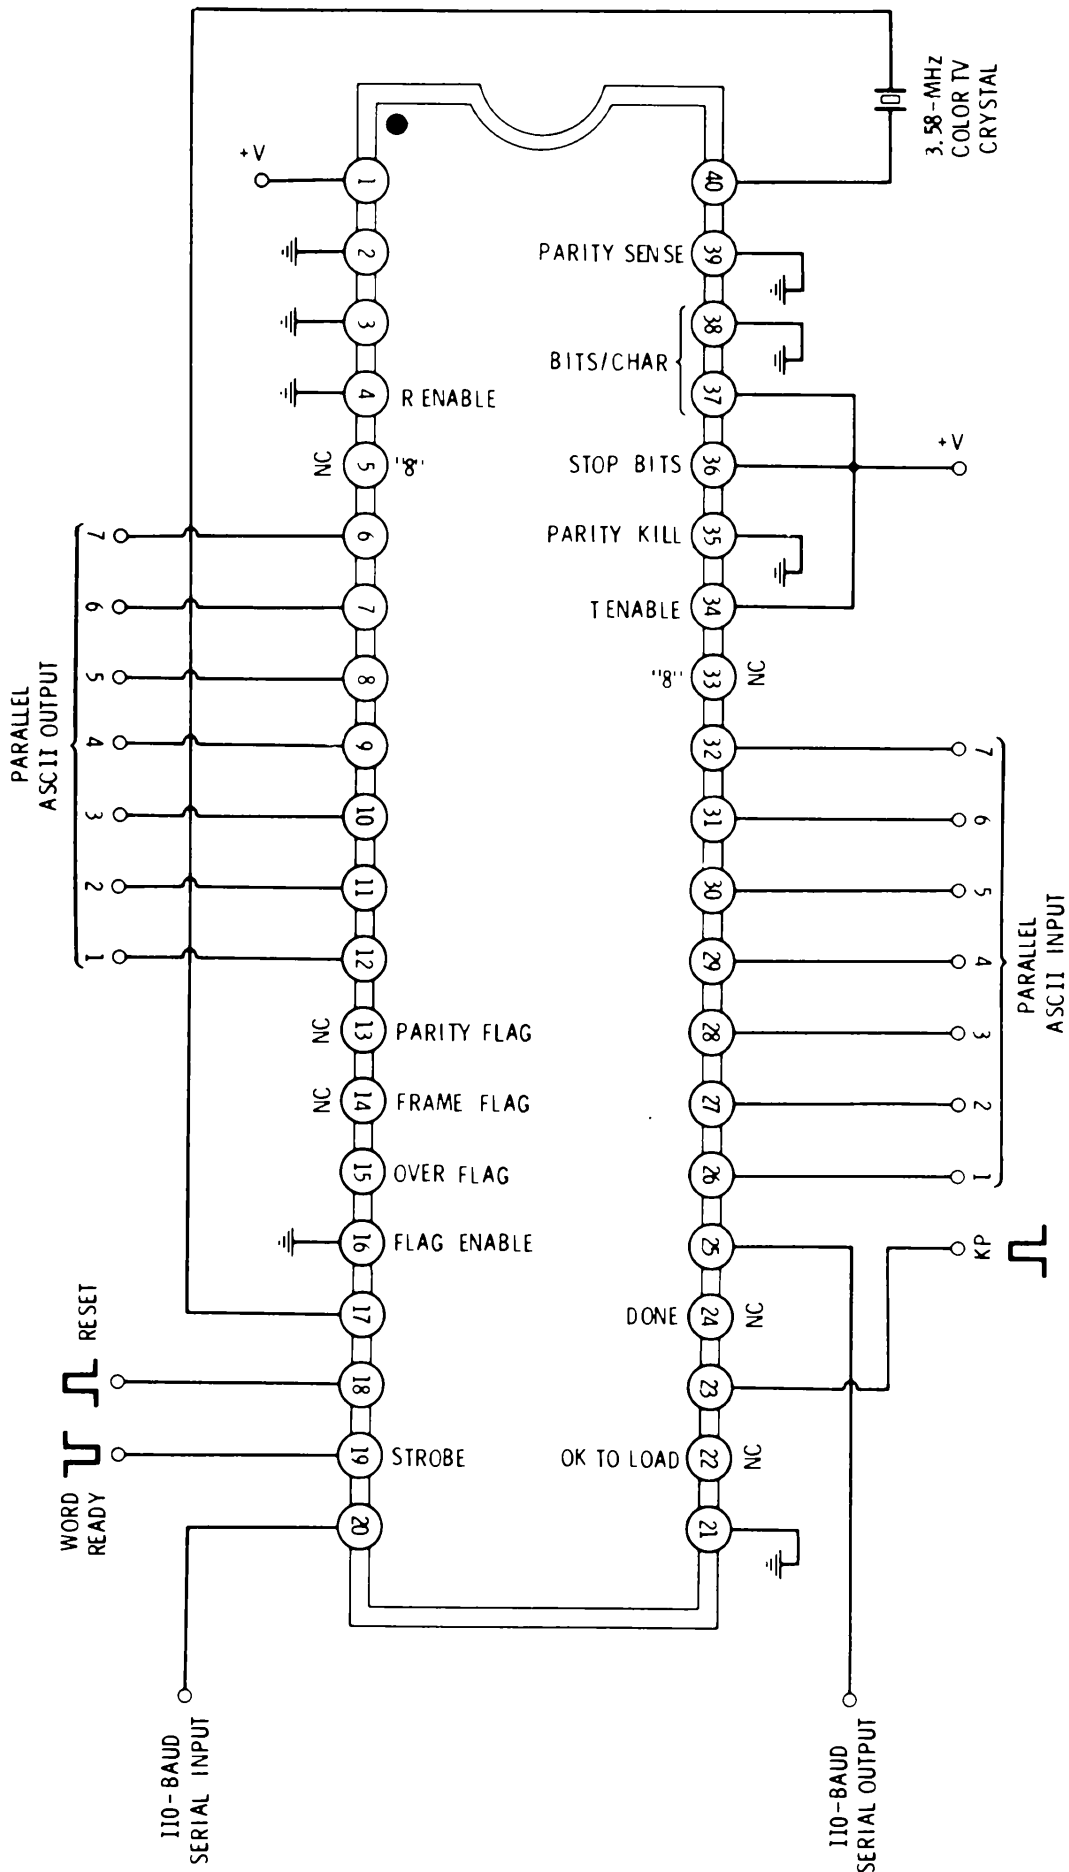 3.58-MHz
COLOR TV
CRYSTAL
+V
1
40
2
PARITY SENSE
39
3
BITS/CHAR
38
4
R ENABLE
37
NC
5
"8"
STOP BITS
36
+V
7
6
PARITY KILL
35
6
7
T ENABLE
34
5
8
"8"
33
NC
4
9
32
7
3
10
31
6
2
11
30
5
1
12
29
4
PARALLEL
ASCII OUTPUT
NC
13
PARITY FLAG
28
3
NC
14
FRAME FLAG
27
2
15
OVER FLAG
26
1
PARALLEL
ASCII INPUT
16
FLAG ENABLE
25
KP
RESET
17
DONE
24
NC
18
23
WORD
READY
19
STROBE
OK TO LOAD
22
NC
20
21
110-BAUD
SERIAL INPUT
110-BAUD
SERIAL OUTPUT